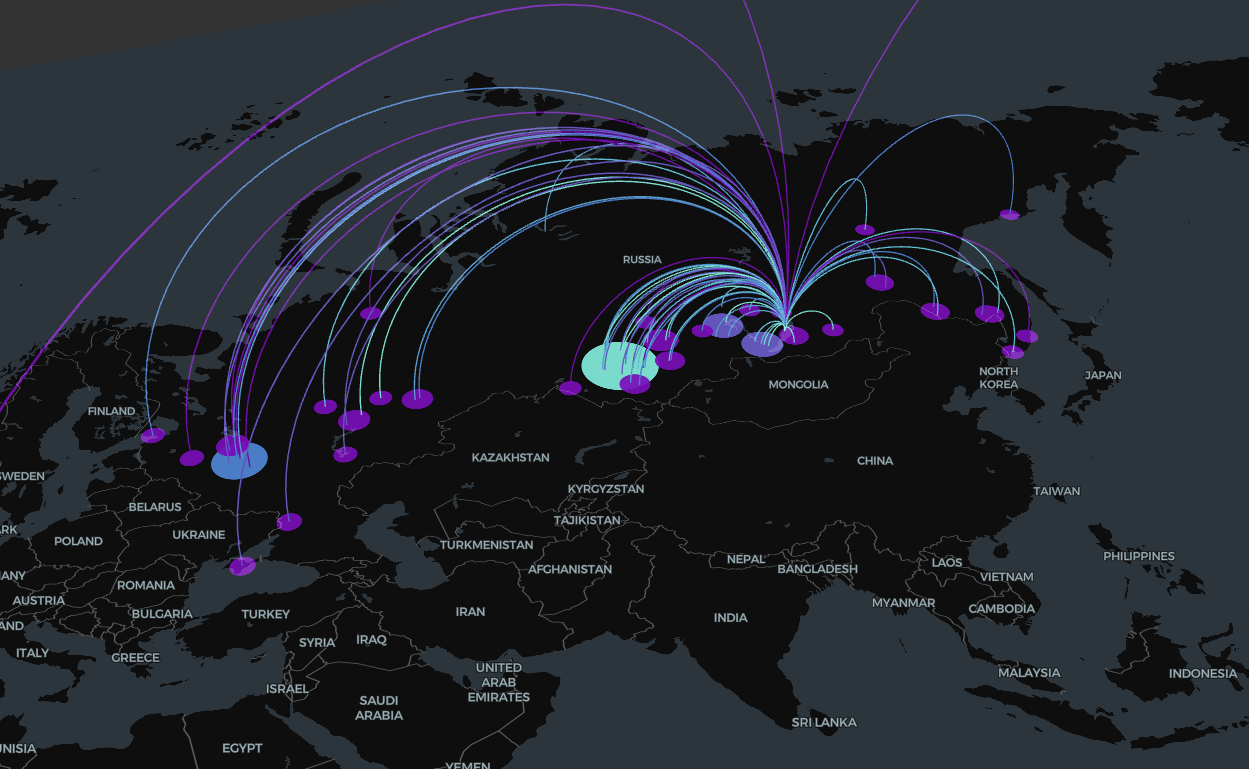 RUSSIA
FINLAND
NORTH
KOREA
JAPAN
MONGOLIA
SWEDEN
KAZAKHSTAN
CHINA
KYRGYZSTAN
TAIWAN
BELARUS
TAJIKISTAN
ARK
UKRAINE
POLAND
TURKMENISTAN
PHILIPPINES
NEPAL
LAOS
AFGHANISTAN
BANGLADESH
ANY
VIETNAM
ROMANIA
AUSTRIA
MYANMAR
CAMBODIA
BULGARIA
TURKEY
IRAN
INDIA
AND
SYRIA
IRAQ
ITALY
GREECE
UNITED
ARAB
EMIRATES
MALAYSIA
INDONESIA
ISRAEL
SAUDI
ARABIA
SRI LANKA
UNISIA
EGYPT
YEMEN